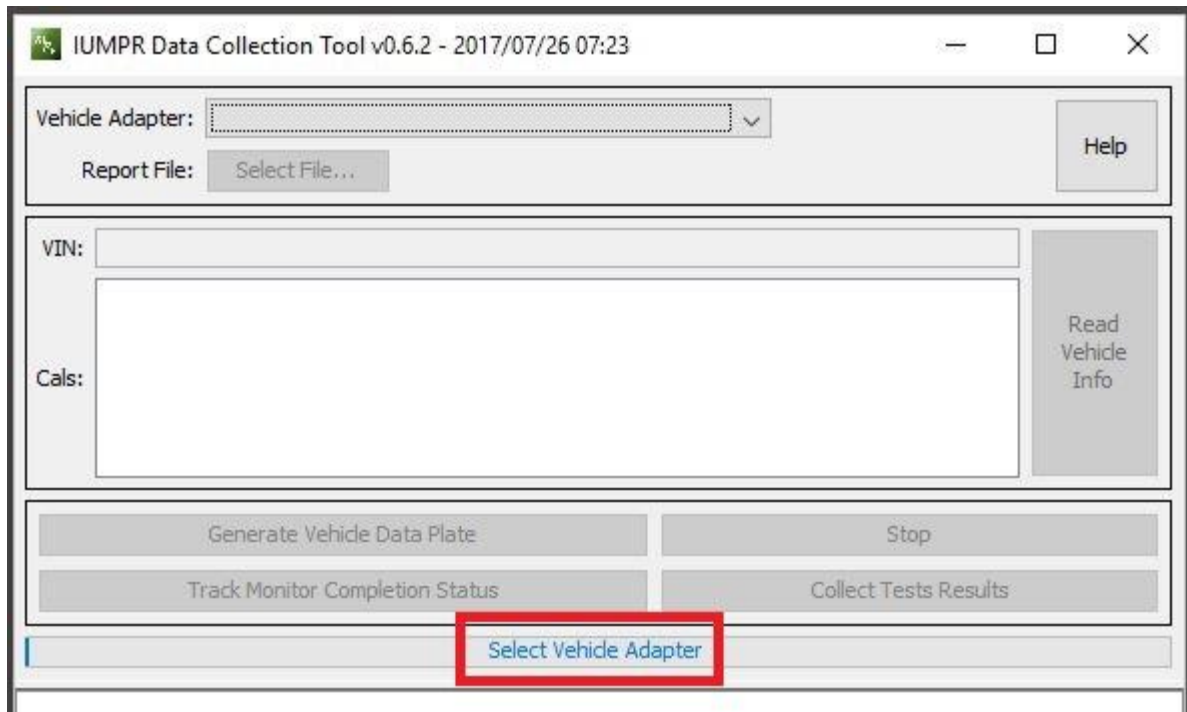 IUMPR Data Collection Tool v0.6.2 - 2017/07/26 07:23
Vehicle Adapter:
Help
Report File: Select File...
VIN:
Read
Vehicle
Info
Cals:
Generate Vehicle Data Plate Stop
Track Monitor Completion Status Collect Tests Results
Select Vehicle Adapter